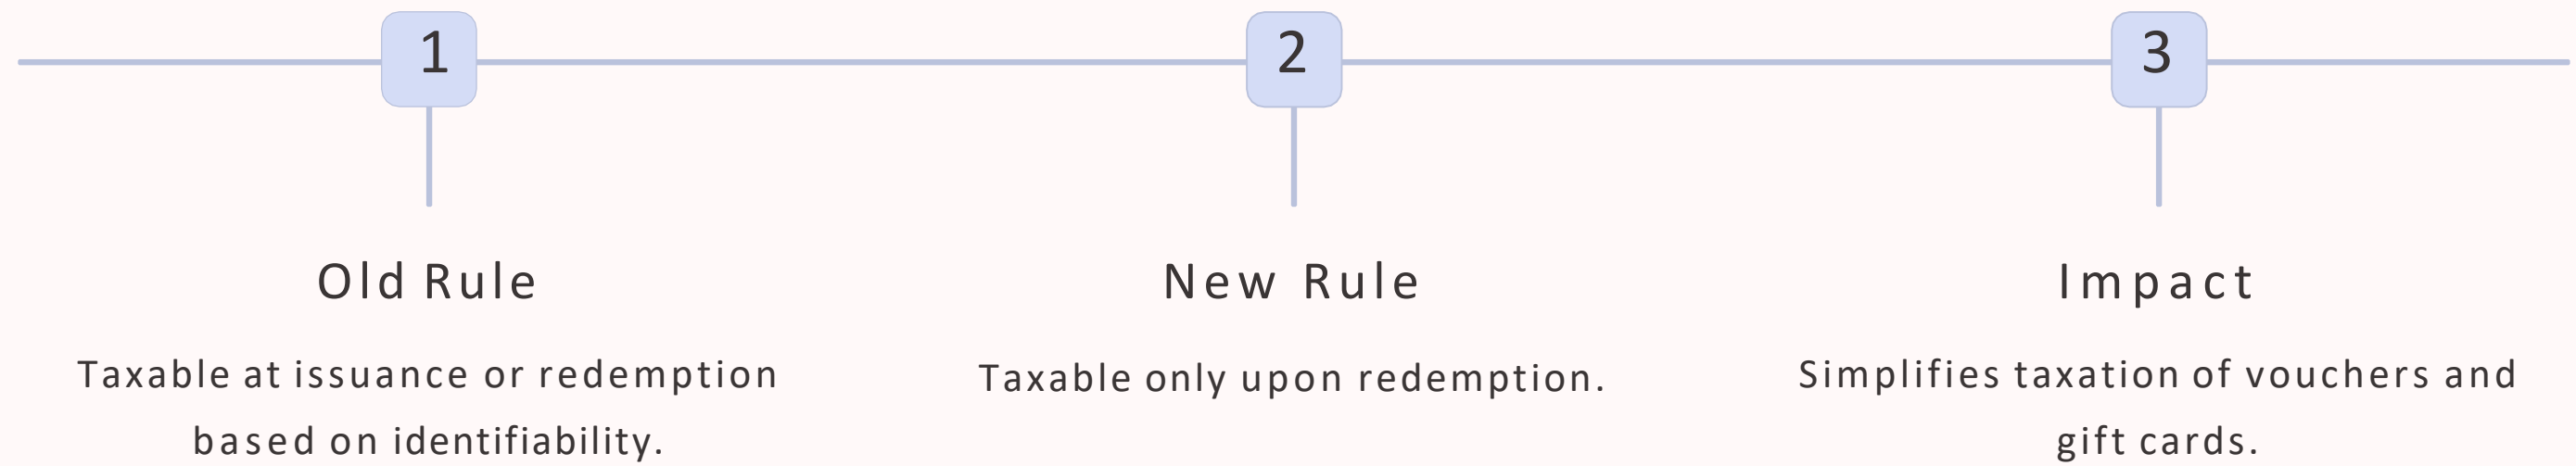 1
2
3
Old Rule
New Rule
Impact
Taxable at issuance or redemption
based on identifiability.
Taxable only upon redemption.
Simplifies taxation of vouchers and
gift cards.